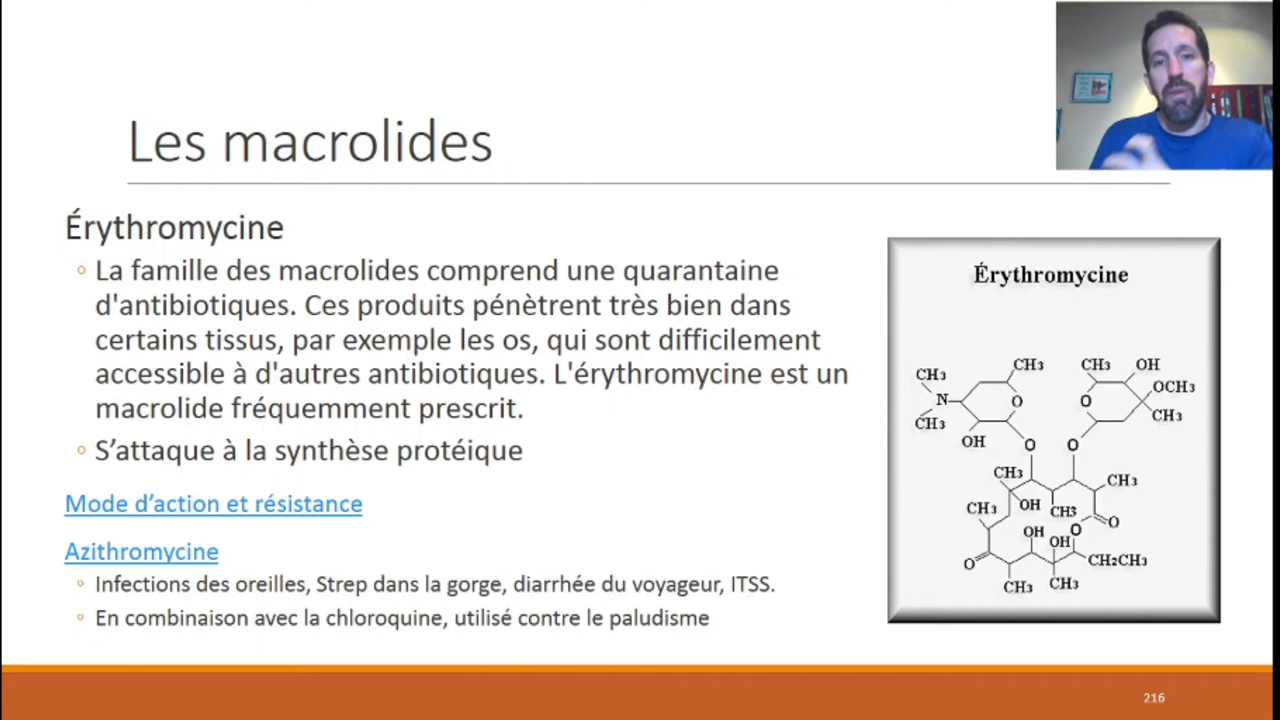 Les macrolides
Érythromycine
◦ La famille des macrolides comprend une quarantaine
d'antibiotiques. Ces produits pénètrent très bien dans
certains tissus, par exemple les os, qui sont difficilement
accessible à d'autres antibiotiques. L'érythromycine est un
macrolide fréquemment prescrit.
◦ S’attaque à la synthèse protéique
Mode d’action et résistance
Azithromycine
◦ Infections des oreilles, Strep dans la gorge, diarrhée du voyageur, ITSS.
◦ En combinaison avec la chloroquine, utilisé contre le paludisme
Érythromycine
CH3 CH3 CH3 OH
N O O OCH3
CH3 CH3
OH O O
CH3 CH3
CH3 OH CH3 O
OH OH O
O CH2CH3
CH3 CH3
216